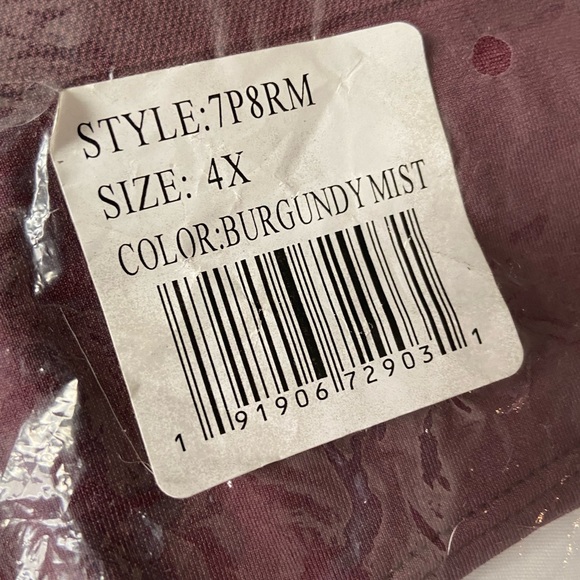 STYLE:7P8RM
SIZE: 4X
COLOR:BURGUNDY MIST
1 91906 72903 1